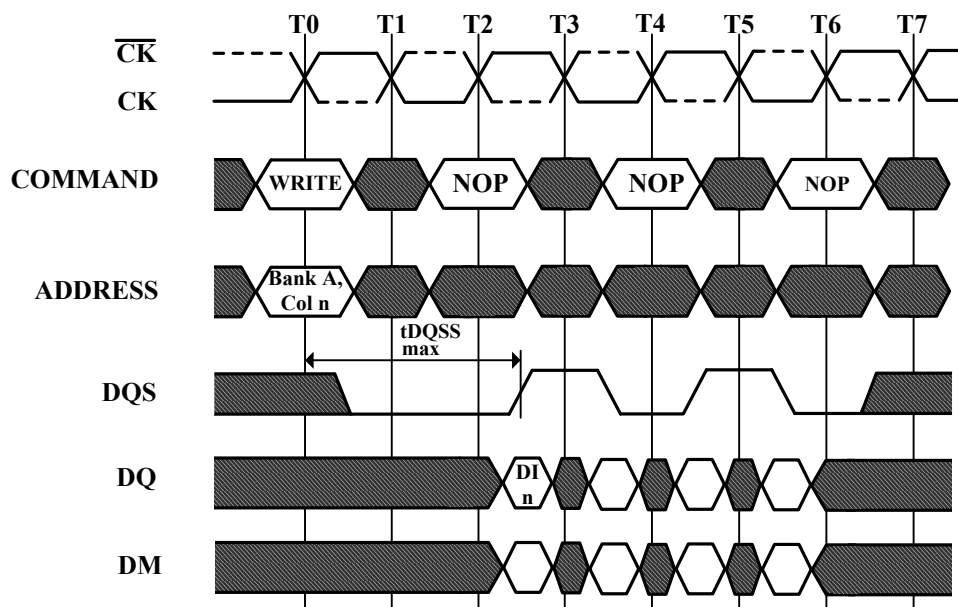 T0 T1 T2 T3 T4 T5 T6 T7
CK
CK
COMMAND
WRITE NOP NOP NOP
ADDRESS
Bank A,
Col n
tDQSS
max
DQS
DQ
DI
n
DM